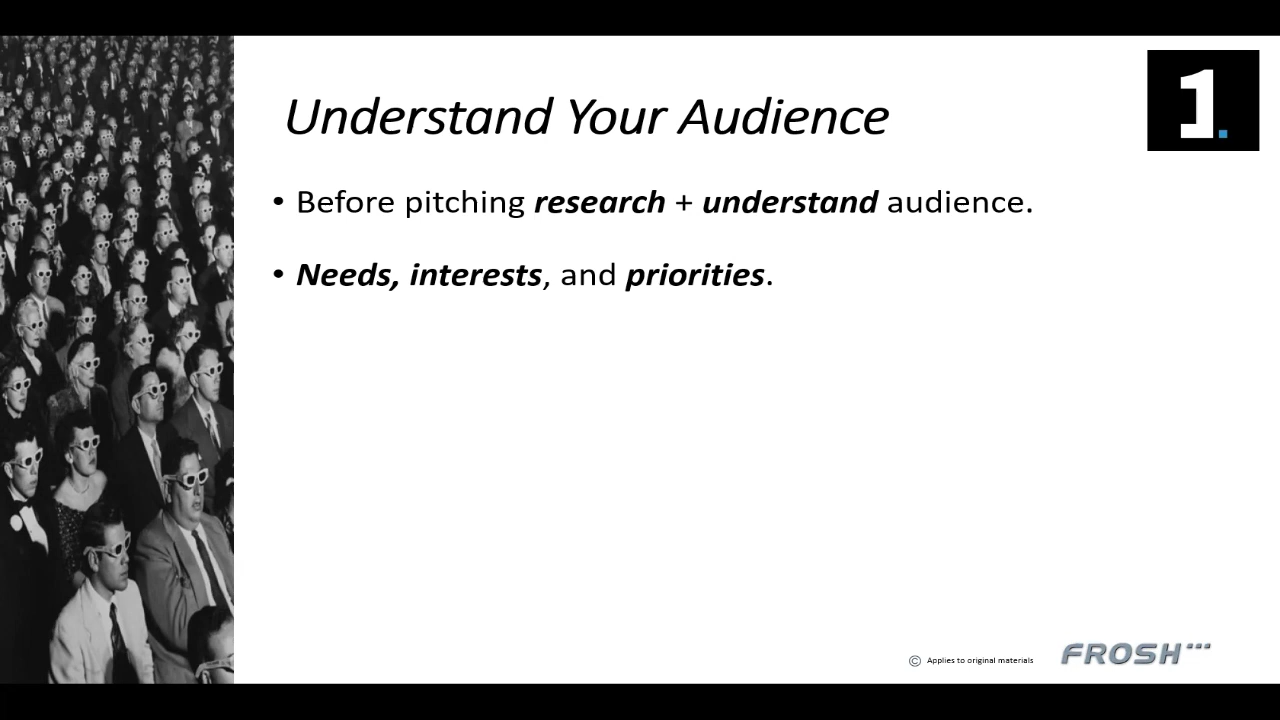 Understand Your Audience
1.
• Before pitching research + understand audience.
• Needs, interests, and priorities.
© Applies to original materials
FROSH